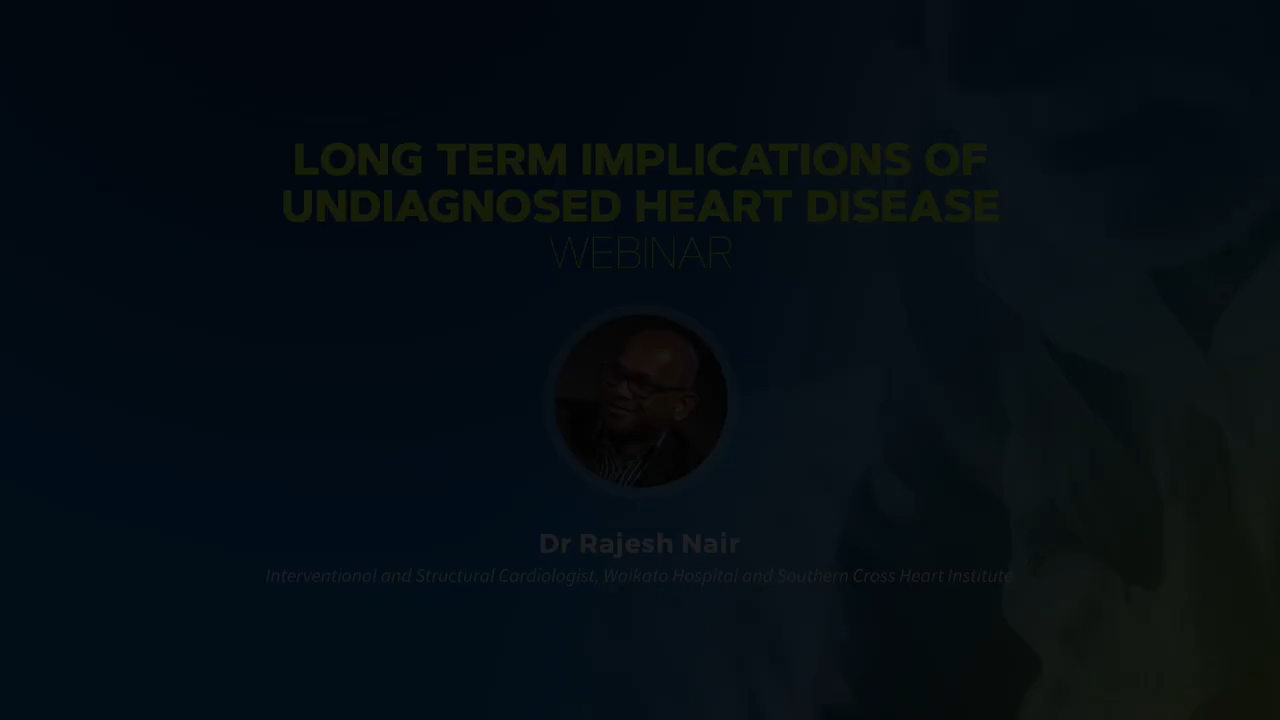 LONG TERM IMPLICATIONS OF
UNDIAGNOSED HEART DISEASE
WEBINAR
Dr Rajesh Nair
Interventional and Structural Cardiologist, Waikato Hospital and Southern Cross Heart Institute